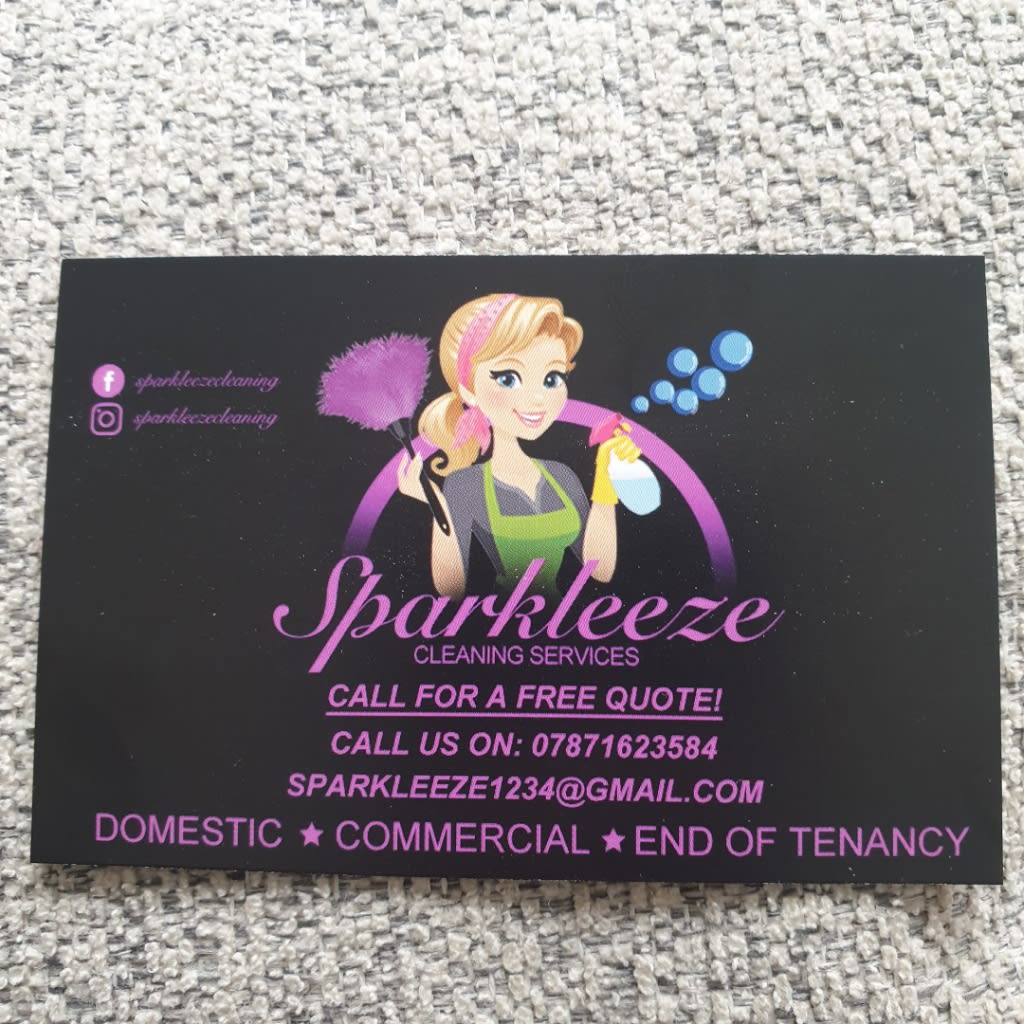 sparkleezecleaning
sparkleezecleaning
Sparkleeze
CLEANING SERVICES
CALL FOR A FREE QUOTE!
CALL US ON: 07871623584
SPARKLEEZE1234@GMAIL.COM
DOMESTIC ★ COMMERCIAL ★ END OF TENANCY